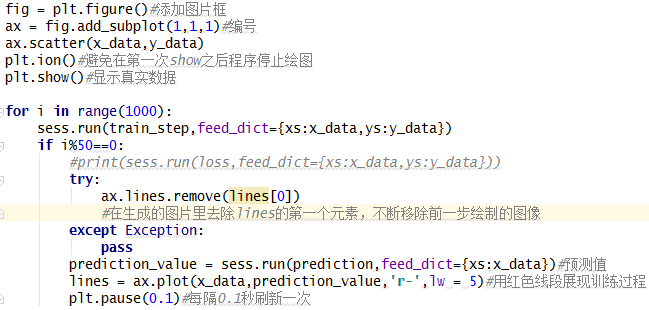 fig = plt.figure()#添加图片框
ax = fig.add_subplot(1,1,1)#编号
ax.scatter(x_data,y_data)
plt.ion()#避免在第一次show之后程序停止绘图
plt.show()#显示真实数据

for i in range(1000):
    sess.run(train_step,feed_dict={xs:x_data,ys:y_data})
    if i%50==0:
        #print(sess.run(loss,feed_dict={xs:x_data,ys:y_data}))
        try:
            ax.lines.remove(lines[0])
            #在生成的图片里去除lines的第一个元素，不断移除前一步绘制的图像
        except Exception:
            pass
        prediction_value = sess.run(prediction,feed_dict={xs:x_data})#预测值
        lines = ax.plot(x_data,prediction_value,'r-',lw = 5)#用红色线段展现训练过程
        plt.pause(0.1)#每隔0.1秒刷新一次